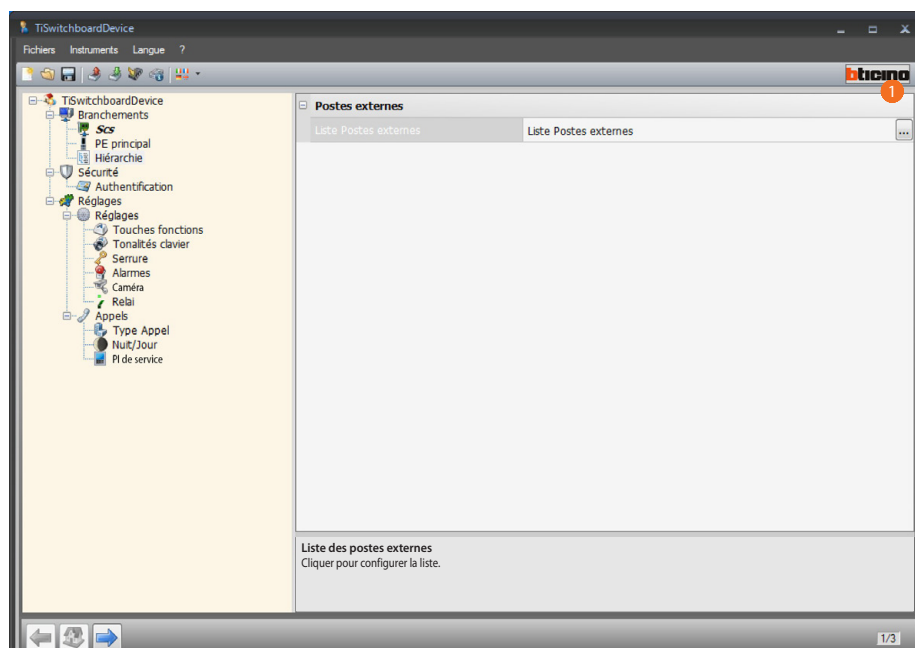 TiSwitchboardDevice
Fichiers Instruments Langue ?
bticino
1
TiSwitchboardDevice
Branchements
Scs
PE principal
Hiérarchie
Sécurité
Authentification
Réglages
Réglages
Touches fonctions
Tonalités clavier
Serrure
Alarmes
Caméra
Relai
Appels
Type Appel
Nuit/Jour
PI de service
Postes externes
Liste Postes externes Liste Postes externes ...
Liste des postes externes
Cliquer pour configurer la liste.
1/3